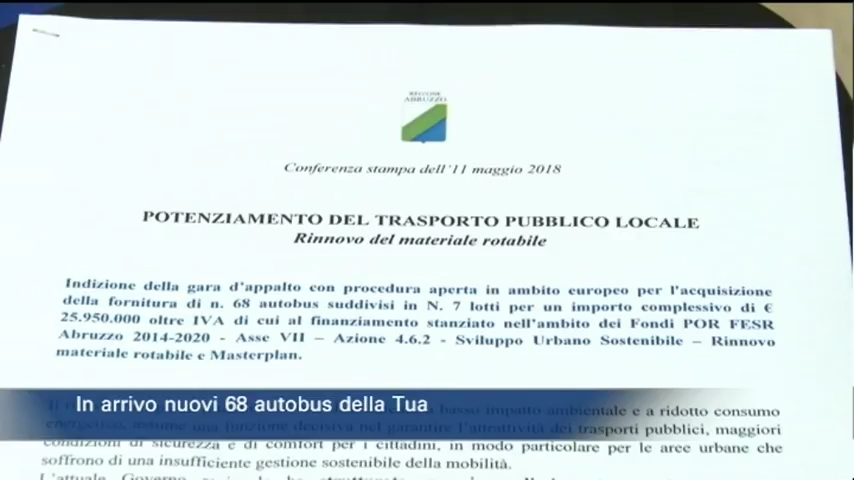 REGIONE
ABRUZZO
Conferenza stampa dell'11 maggio 2018
POTENZIAMENTO DEL TRASPORTO PUBBLICO LOCALE
Rinnovo del materiale rotabile
Indizione della gara d'appalto con procedura aperta in ambito europeo per l'acquisizione
della fornitura di n. 68 autobus suddivisi in N. 7 lotti per un importo complessivo di €
25.950.000 oltre IVA di cui al finanziamento stanziato nell'ambito dei Fondi POR FESR
Abruzzo 2014-2020 - Asse VII – Azione 4.6.2 - Sviluppo Urbano Sostenibile – Rinnovo
materiale rotabile e Masterplan.
In arrivo nuovi 68 autobus della Tua
basso impatto ambientale e a ridotto consumo
energetico, assume una funzione decisiva nel garantire l'attrattività dei trasporti pubblici, maggiori
condizioni di sicurezza e di comfort per i cittadini, in modo particolare per le aree urbane che
soffrono di una insufficiente gestione sostenibile della mobilità.
L'attuale Governo